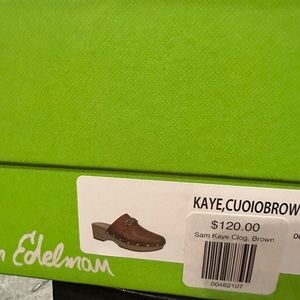 KAYE,CUOIOBROW
$120.00
Sam Kaye Clog, Brown
00462107
Edelman